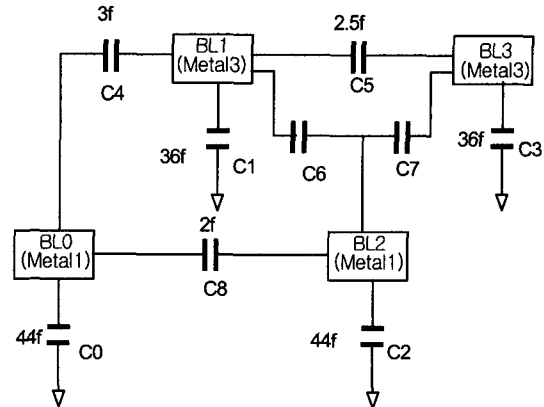 3f
BL1
(Metal3)
C4
2.5f
C5
BL3
(Metal3)
36f
C1
C6
C7
36f
C3
BL0
(Metal1)
2f
C8
BL2
(Metal1)
44f
C0
44f
C2